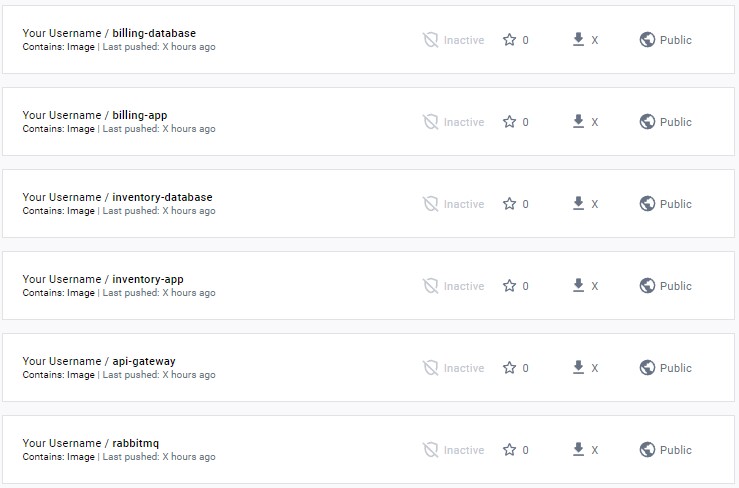 Your Username / billing-database
Contains: Image | Last pushed: X hours ago
Inactive 0 X Public
Your Username / billing-app
Contains: Image | Last pushed: X hours ago
Inactive 0 X Public
Your Username / inventory-database
Contains: Image | Last pushed: X hours ago
Inactive 0 X Public
Your Username / inventory-app
Contains: Image | Last pushed: X hours ago
Inactive 0 X Public
Your Username / api-gateway
Contains: Image | Last pushed: X hours ago
Inactive 0 X Public
Your Username / rabbitmq
Contains: Image | Last pushed: X hours ago
Inactive 0 X Public